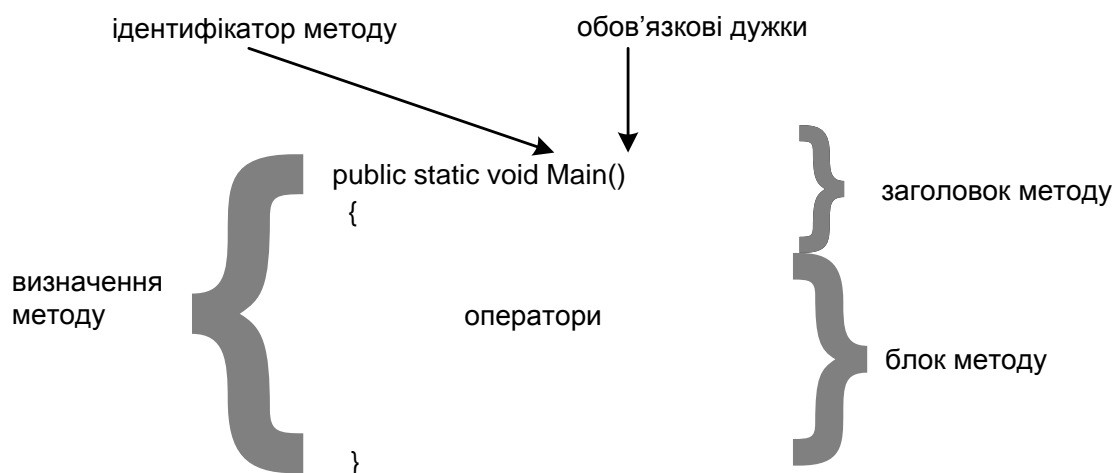 ідентифікатор методу
обов’язкові дужки
public static void Main()
{
заголовок методу
визначення
методу
оператори
блок методу
}